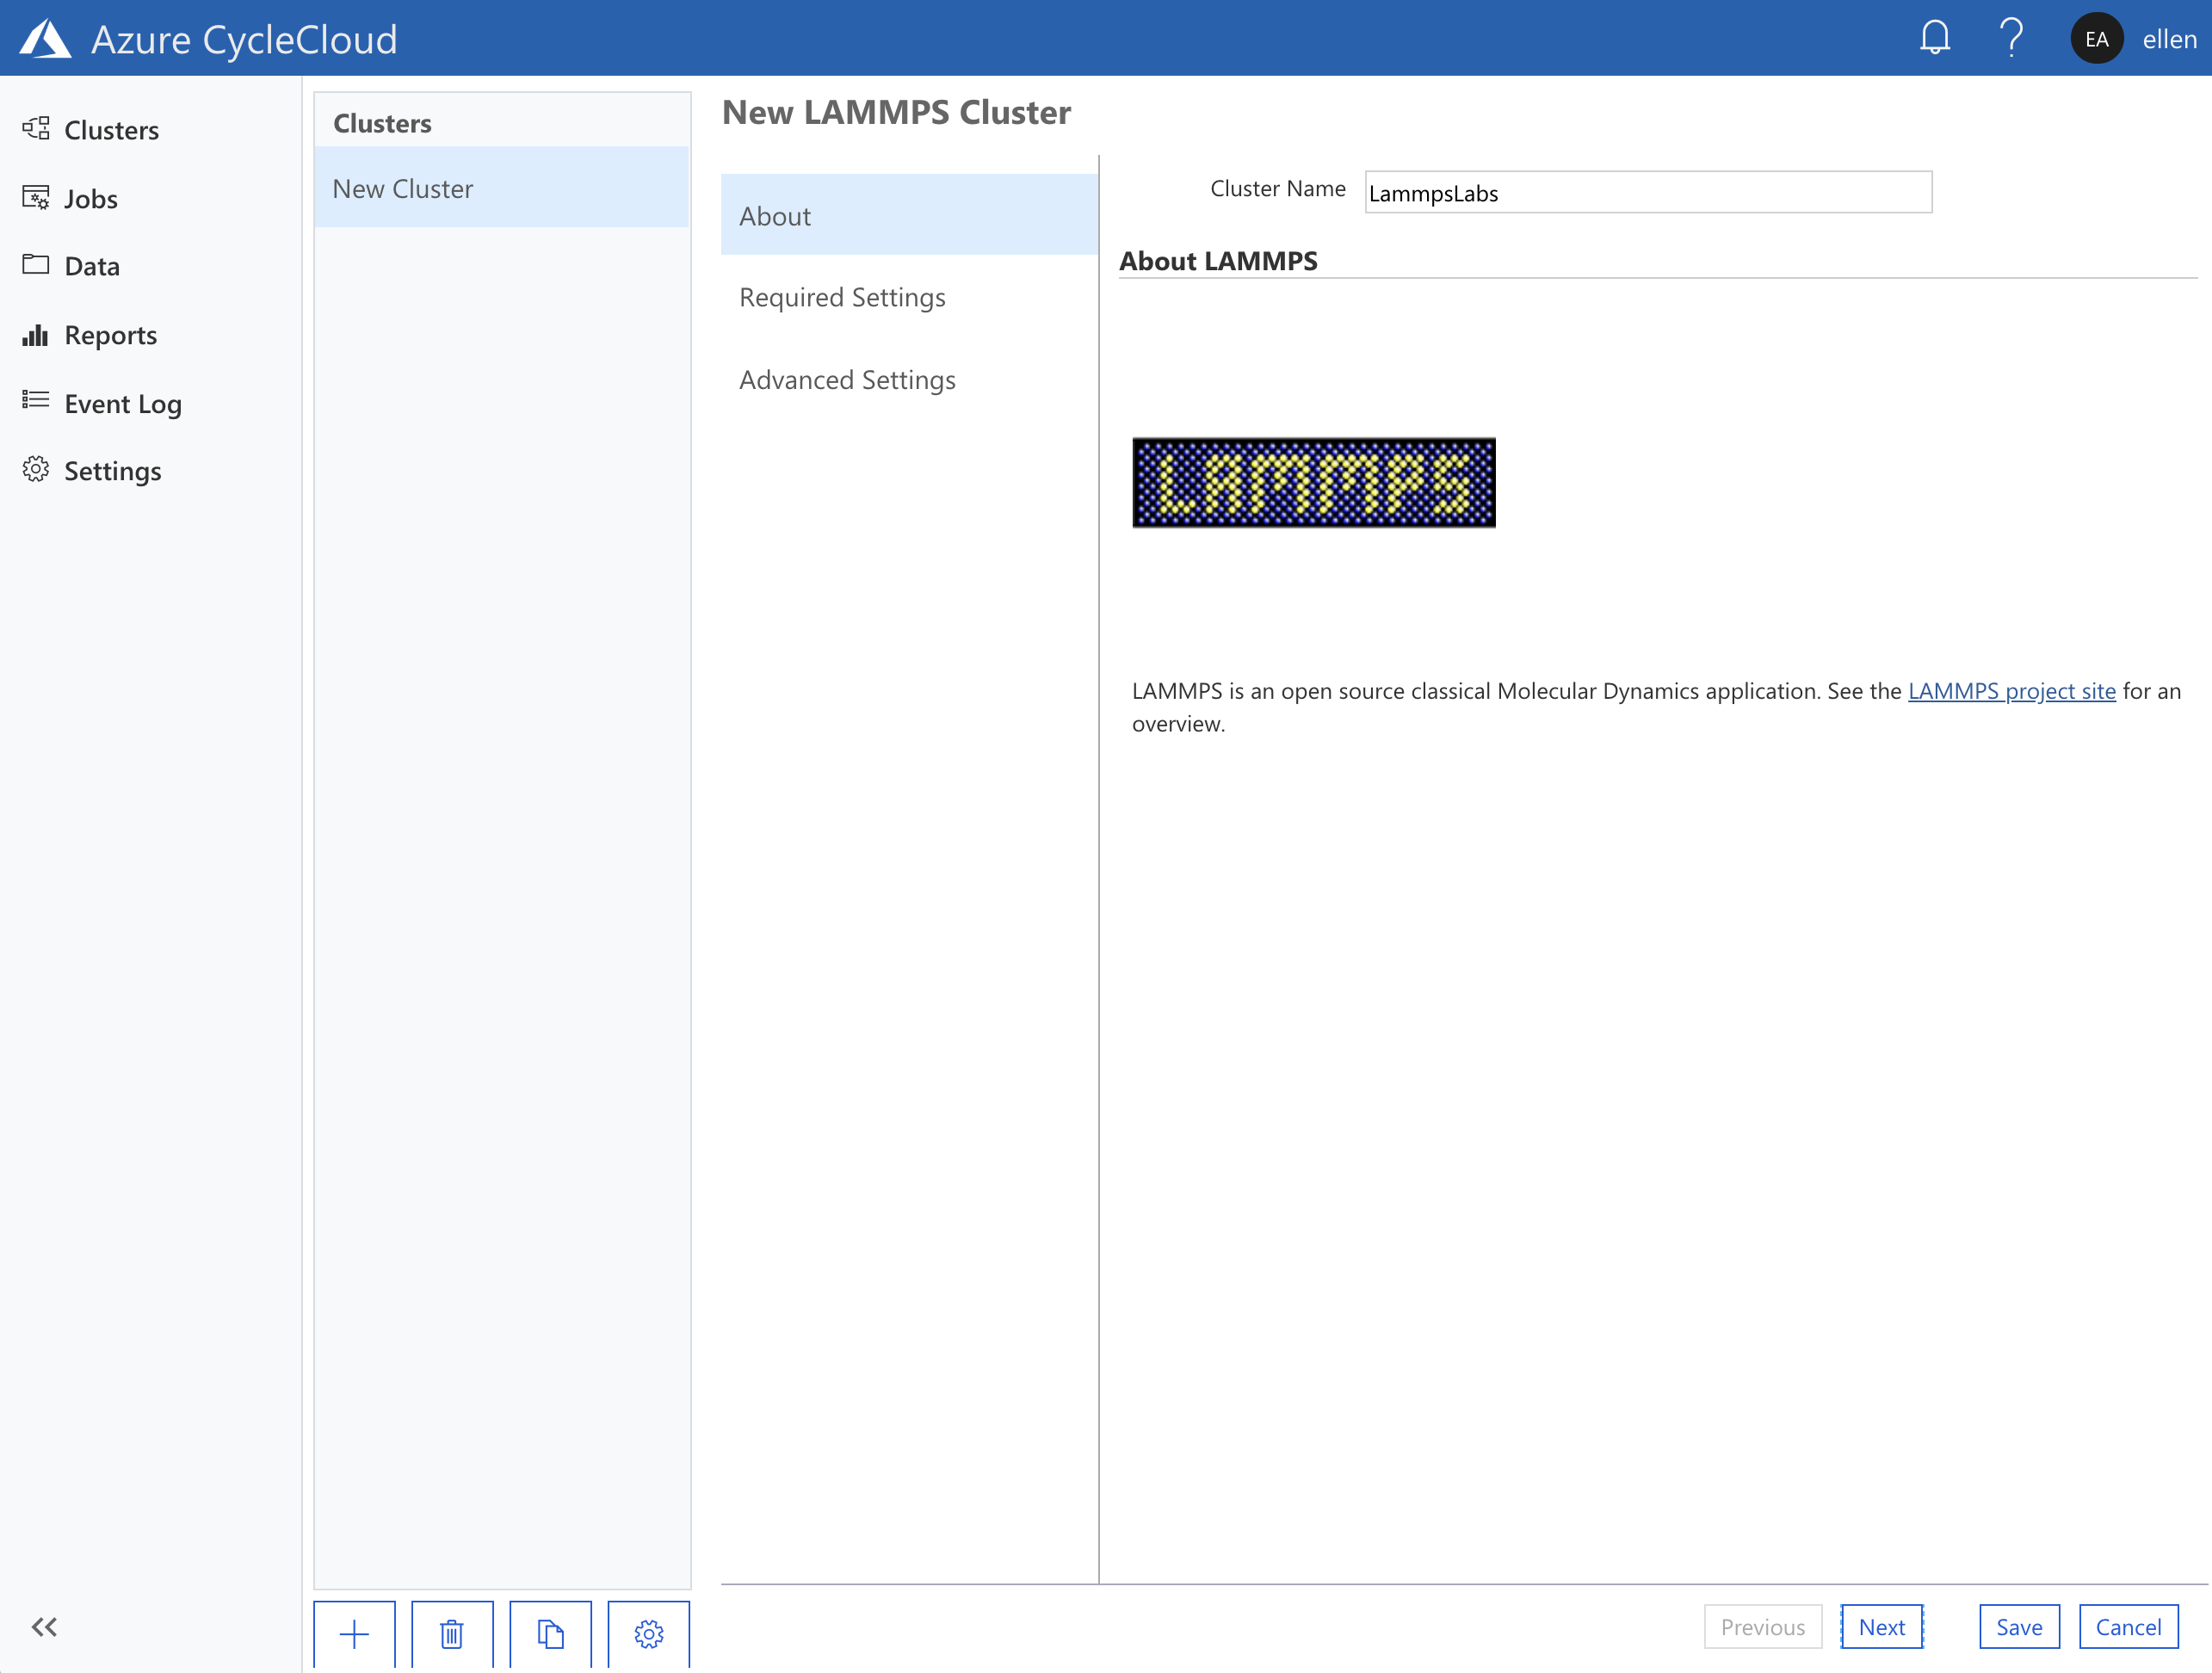 Azure CycleCloud
EA
ellen
Clusters
Jobs
Data
Reports
Event Log
Settings
Clusters
New Cluster
New LAMMPS Cluster
About
Required Settings
Advanced Settings
Cluster Name
LammpsLabs
About LAMMPS
LAMMPS
LAMMPS is an open source classical Molecular Dynamics application. See the LAMMPS project site for an
overview.
Previous
Next
Save
Cancel